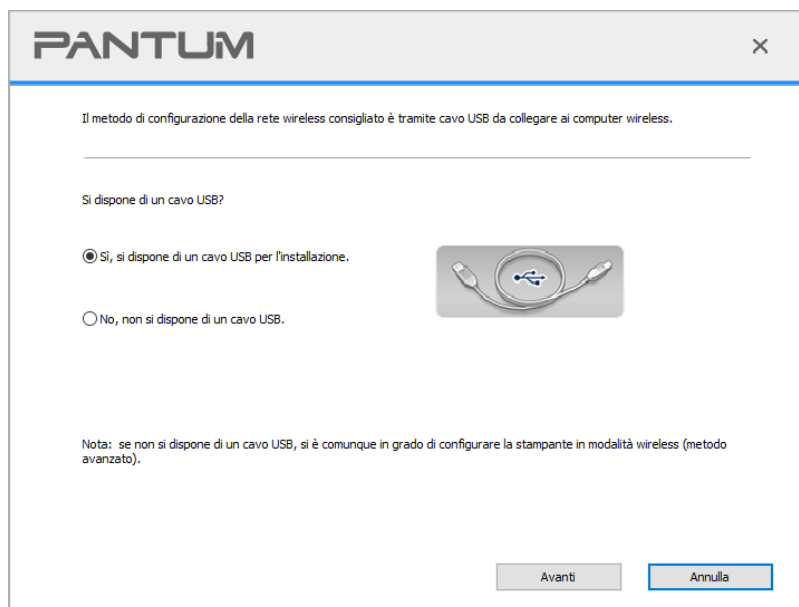 PANTUM
Il metodo di configurazione della rete wireless consigliato è tramite cavo USB da collegare ai computer wireless.
Si dispone di un cavo USB?
Sì, si dispone di un cavo USB per l'installazione.
No, non si dispone di un cavo USB.
Nota: se non si dispone di un cavo USB, si è comunque in grado di configurare la stampante in modalità wireless (metodo
avanzato).
Avanti
Annulla